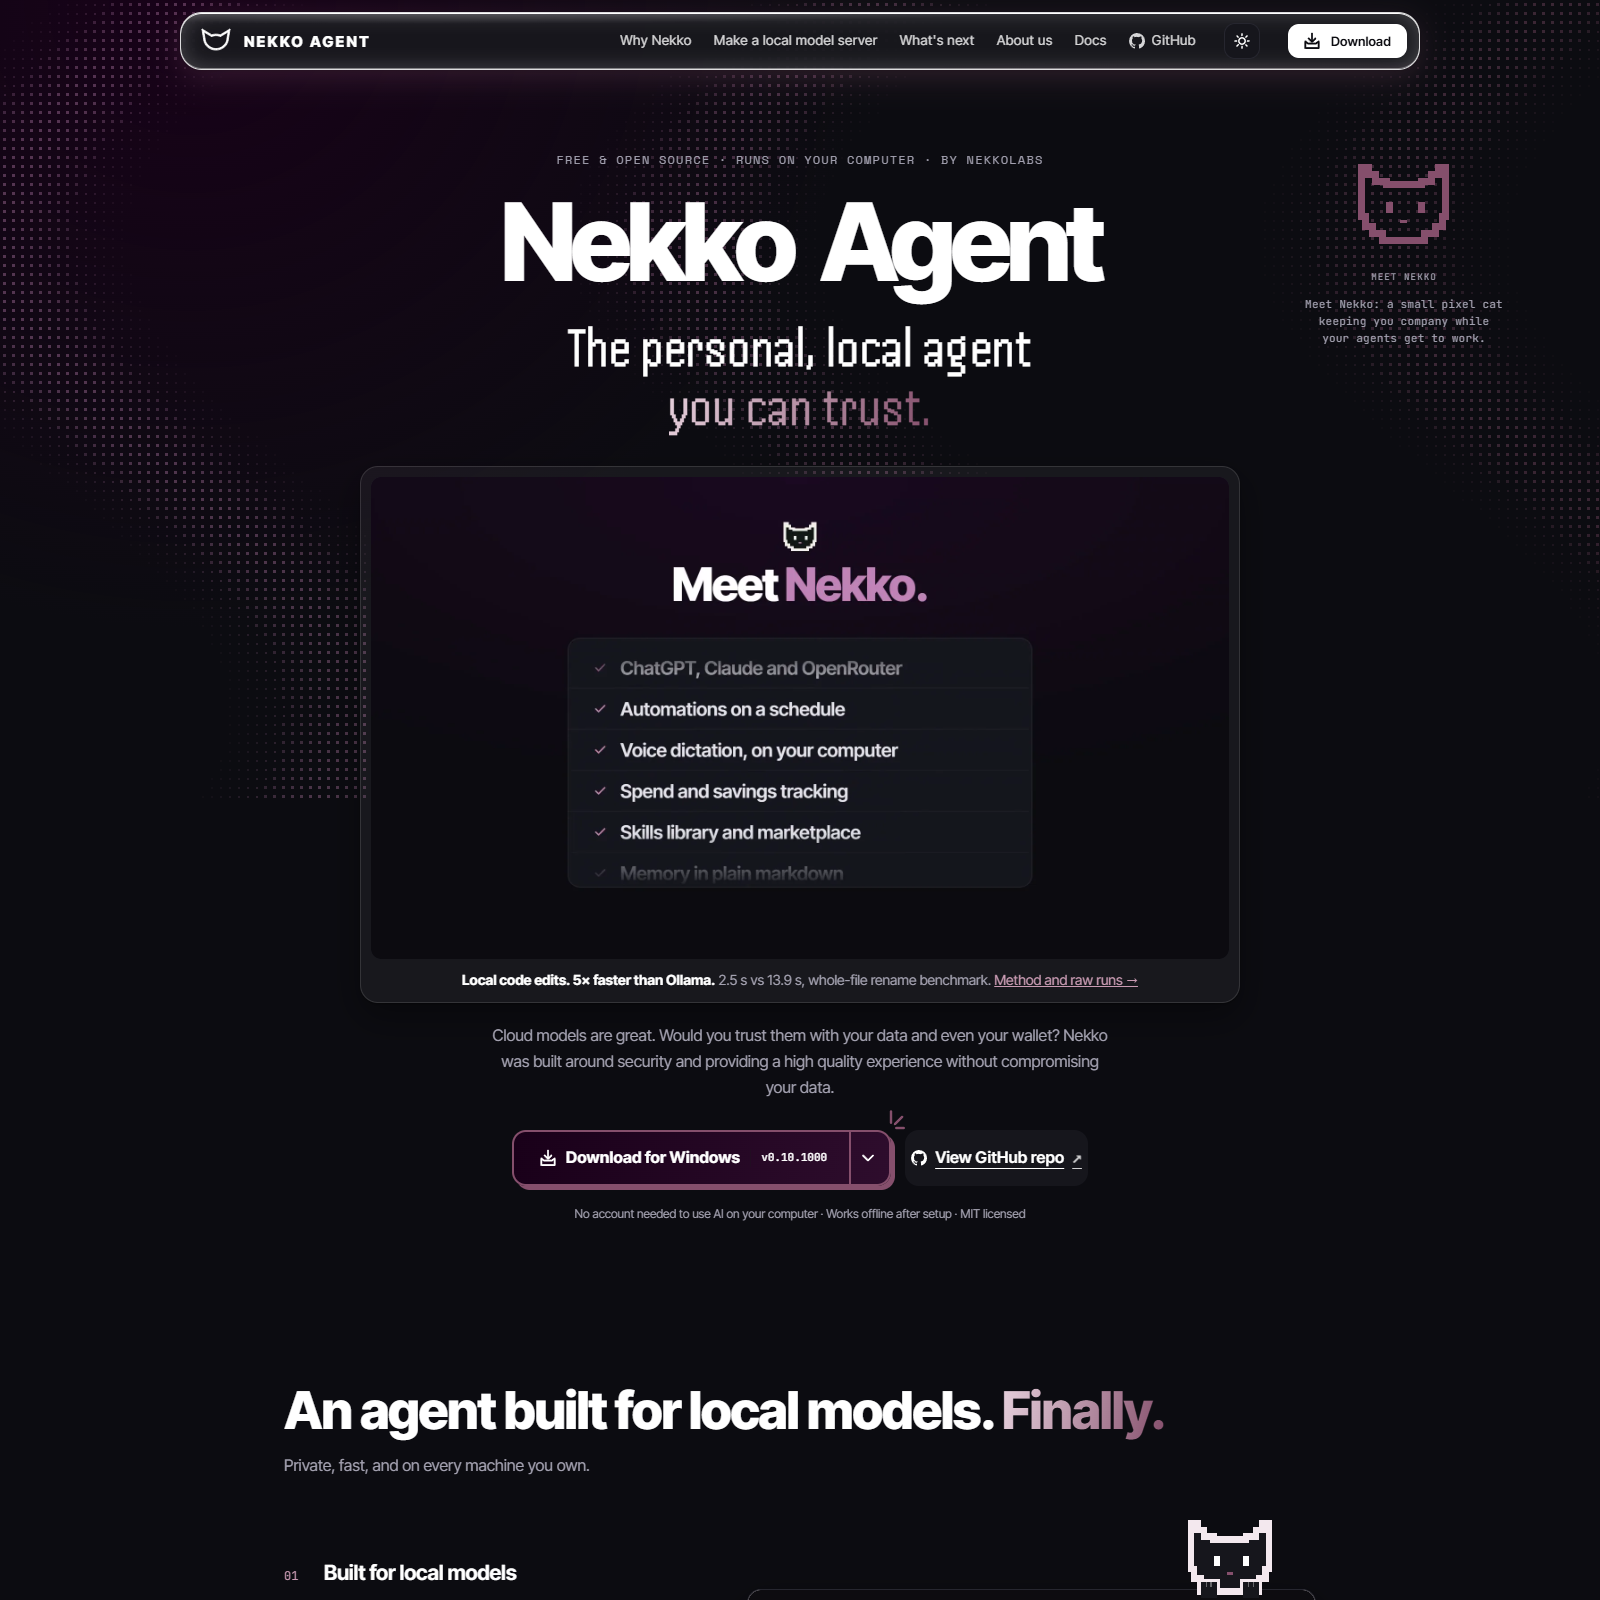 NEKKO AGENT
Why Nekko
Make a local model server
What's next
About us
Docs
GitHub
Download
FREE & OPEN SOURCE · RUNS ON YOUR COMPUTER · BY NEKKOLABS
Nekko Agent
The personal, local agent
you can trust.
MEET NEKKO
Meet Nekko: a small pixel cat
keeping you company while
your agents get to work.
Meet Nekko.
ChatGPT, Claude and OpenRouter
Automations on a schedule
Voice dictation, on your computer
Spend and savings tracking
Skills library and marketplace
Memory in plain markdown
Local code edits. 5× faster than Ollama. 2.5 s vs 13.9 s, whole-file rename benchmark. Method and raw runs →
Cloud models are great. Would you trust them with your data and even your wallet? Nekko
was built around security and providing a high quality experience without compromising
your data.
Download for Windows v0.10.1000
View GitHub repo ↗
No account needed to use AI on your computer · Works offline after setup · MIT licensed
An agent built for local models. Finally.
Private, fast, and on every machine you own.
01 Built for local models